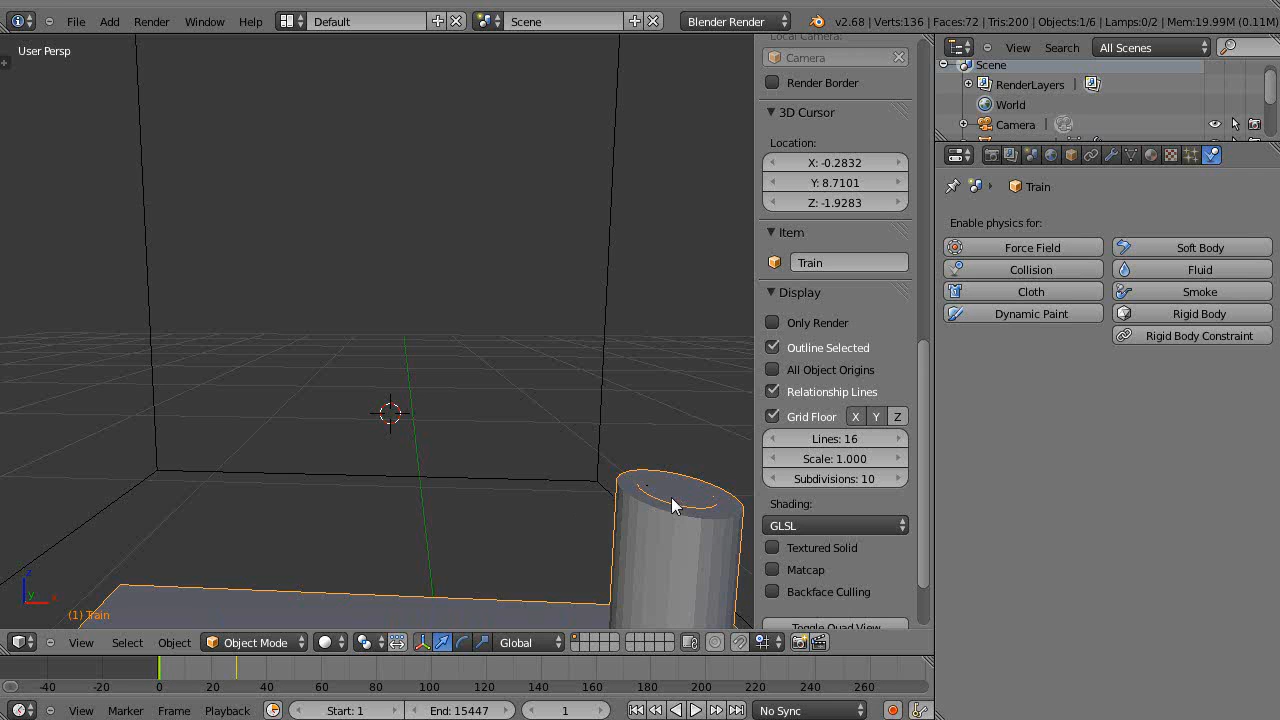 File Add Render Window Help Default Scene Blender Render v2.68 | Verts:136 | Faces:72 | Tris:200 | Objects:1/6 | Lamps:0/2 | Mem:19.99M (0.11M)
User Persp
Local Camera:
Camera
Render Border
3D Cursor
Location:
X: -0.2832
Y: 8.7101
Z: -1.9283
Item
Train
Display
Only Render
Outline Selected
All Object Origins
Relationship Lines
Grid Floor X Y Z
Lines: 16
Scale: 1.000
Subdivisions: 10
Shading:
GLSL
Textured Solid
Matcap
Backface Culling
Toggle Quad View
View Search All Scenes
Scene
RenderLayers
World
Camera
Train
Enable physics for:
Force Field Soft Body
Collision Fluid
Cloth Smoke
Dynamic Paint Rigid Body
Rigid Body Constraint
z
y x
(1) Train
View Select Object Object Mode Global
-40 -20 0 20 40 60 80 100 120 140 160 180 200 220 240 260
View Marker Frame Playback Start: 1 End: 15447 1 No Sync